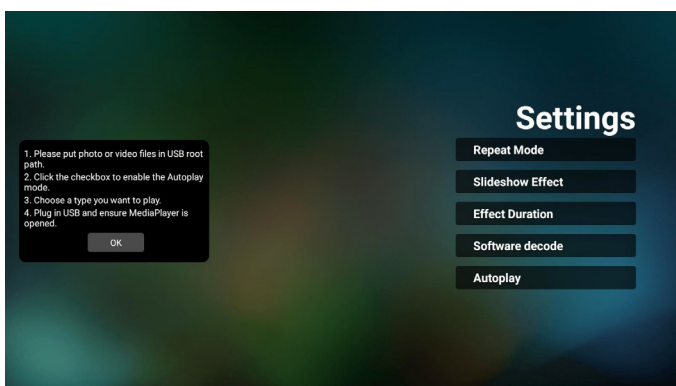 Settings
1. Please put photo or video files in USB root
path.
2. Click the checkbox to enable the Autoplay
mode.
3. Choose a type you want to play.
4. Plug in USB and ensure MediaPlayer is
opened.
OK
Repeat Mode
Slideshow Effect
Effect Duration
Software decode
Autoplay